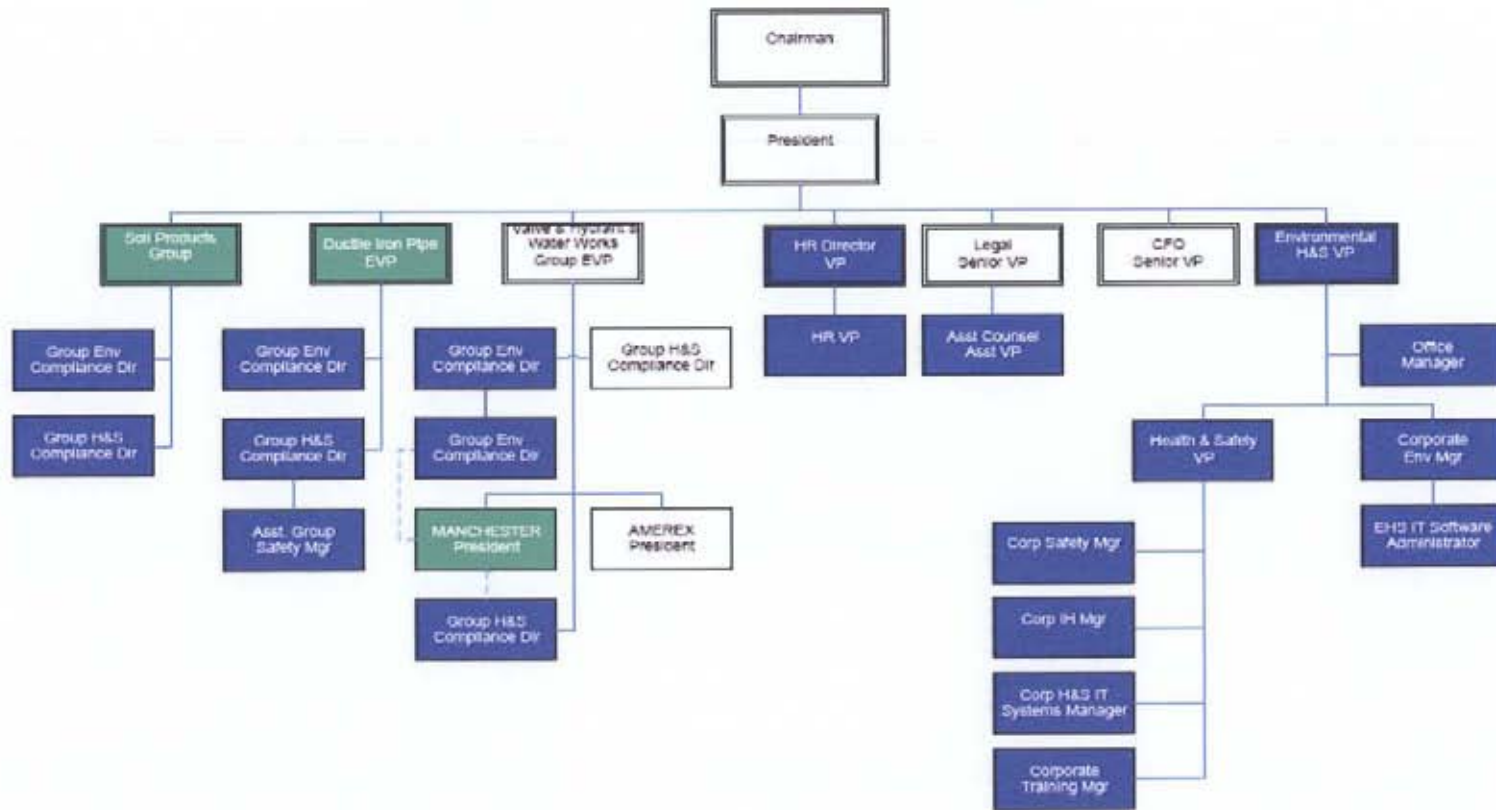 Chairman
President
Soil Products
Group
Ductile Iron Pipe
EVP
Valve & Hydrant &
Water Works
Group EVP
HR Director
VP
Legal
Senior VP
CFO
Senior VP
Environmental
H&S VP
Group Env
Compliance Dir
Group Env
Compliance Dir
Group Env
Compliance Dir
Group H&S
Compliance Dir
HR VP
Asst Counsel
Asst VP
Office
Manager
Group H&S
Compliance Dir
Group H&S
Compliance Dir
Group Env
Compliance Dir
Health & Safety
VP
Corporate
Env Mgr
Asst. Group
Safety Mgr
MANCHESTER
President
AMEREX
President
Corp Safety Mgr
EHS IT Software
Administrator
Group H&S
Compliance Dir
Corp IH Mgr
Corp H&S IT
Systems Manager
Corporate
Training Mgr